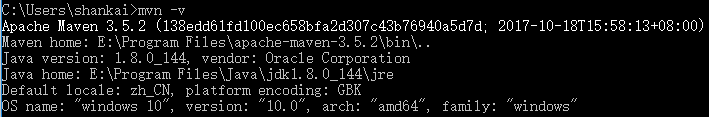 C:\Users\shankai>mvn -v
Apache Maven 3.5.2 (138edd61fd100ec658bfa2d307c43b76940a5d7d; 2017-10-18T15:58:13+08:00)
Maven home: E:\Program Files\apache-maven-3.5.2\bin\..
Java version: 1.8.0_144, vendor: Oracle Corporation
Java home: E:\Program Files\Java\jdk1.8.0_144\jre
Default locale: zh_CN, platform encoding: GBK
OS name: "windows 10", version: "10.0", arch: "amd64", family: "windows"